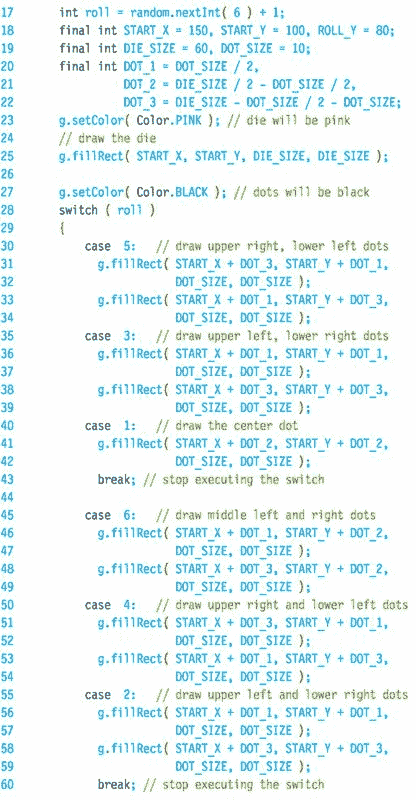 17 int roll = random.nextInt( 6 ) + 1;
18 final int START_X = 150, START_Y = 100, ROLL_Y = 80;
19 final int DIE_SIZE = 60, DOT_SIZE = 10;
20 final int DOT_1 = DOT_SIZE / 2,
21 DOT_2 = DIE_SIZE / 2 - DOT_SIZE / 2,
22 DOT_3 = DIE_SIZE - DOT_SIZE / 2 - DOT_SIZE;
23 g.setColor( Color.PINK ); // die will be pink
24 // draw the die
25 g.fillRect( START_X, START_Y, DIE_SIZE, DIE_SIZE );
26
27 g.setColor( Color.BLACK ); // dots will be black
28 switch ( roll )
29 {
30 case 5: // draw upper right, lower left dots
31 g.fillRect( START_X + DOT_3, START_Y + DOT_1,
32 DOT_SIZE, DOT_SIZE );
33 g.fillRect( START_X + DOT_1, START_Y + DOT_3,
34 DOT_SIZE, DOT_SIZE );
35 case 3: // draw upper left, lower right dots
36 g.fillRect( START_X + DOT_1, START_Y + DOT_1,
37 DOT_SIZE, DOT_SIZE );
38 g.fillRect( START_X + DOT_3, START_Y + DOT_3,
39 DOT_SIZE, DOT_SIZE );
40 case 1: // draw the center dot
41 g.fillRect( START_X + DOT_2, START_Y + DOT_2,
42 DOT_SIZE, DOT_SIZE );
43 break; // stop executing the switch
44
45 case 6: // draw middle left and right dots
46 g.fillRect( START_X + DOT_1, START_Y + DOT_2,
47 DOT_SIZE, DOT_SIZE );
48 g.fillRect( START_X + DOT_3, START_Y + DOT_2,
49 DOT_SIZE, DOT_SIZE );
50 case 4: // draw upper right and lower left dots
51 g.fillRect( START_X + DOT_3, START_Y + DOT_1,
52 DOT_SIZE, DOT_SIZE );
53 g.fillRect( START_X + DOT_1, START_Y + DOT_3,
54 DOT_SIZE, DOT_SIZE );
55 case 2: // draw upper left and lower right dots
56 g.fillRect( START_X + DOT_1, START_Y + DOT_1,
57 DOT_SIZE, DOT_SIZE );
58 g.fillRect( START_X + DOT_3, START_Y + DOT_3,
59 DOT_SIZE, DOT_SIZE );
60 break; // stop executing the switch